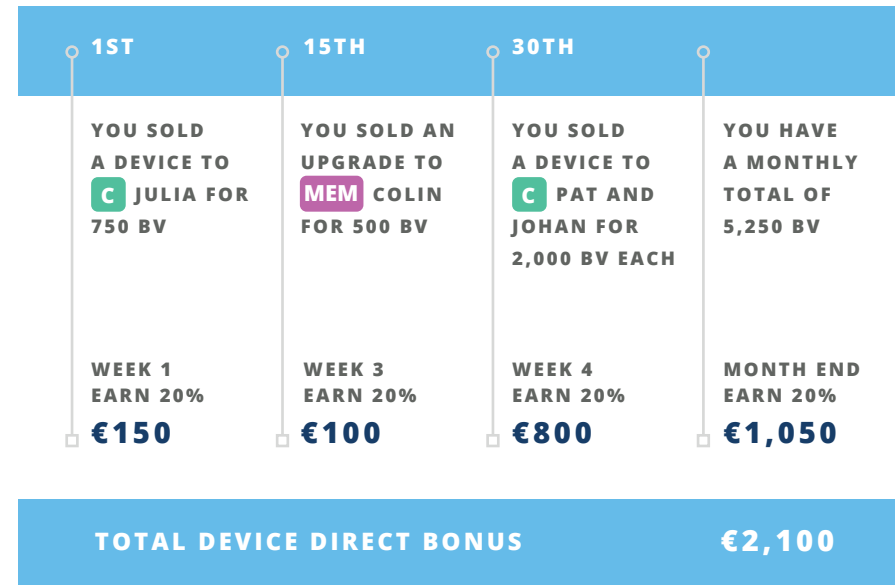 1ST
YOU SOLD
A DEVICE TO
C JULIA FOR
750 BV
WEEK 1
EARN 20%
€150
15TH
YOU SOLD AN
UPGRADE TO
MEM COLIN
FOR 500 BV
WEEK 3
EARN 20%
€100
30TH
YOU SOLD
A DEVICE TO
C PAT AND
JOHAN FOR
2,000 BV EACH
WEEK 4
EARN 20%
€800
YOU HAVE
A MONTHLY
TOTAL OF
5,250 BV
MONTH END
EARN 20%
€1,050
TOTAL DEVICE DIRECT BONUS €2,100